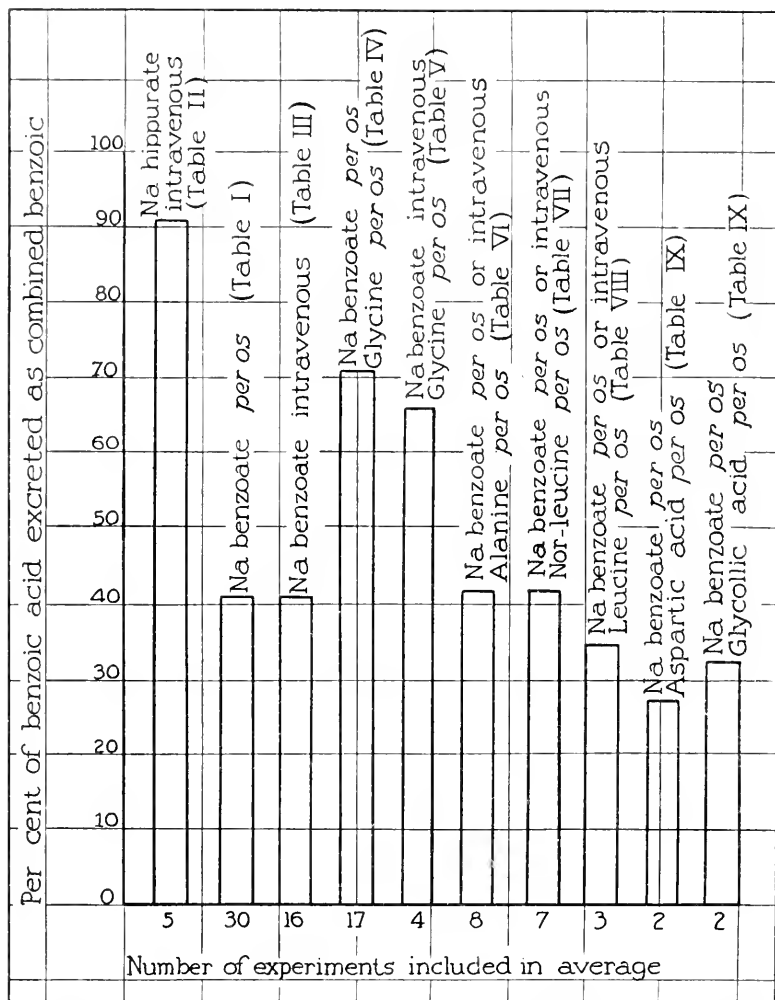 Per cent of benzoic acid excreted as combined benzoic
100
90
80
70
60
50
40
30
20
10
0
Na hippurate
intravenous
(Table II)
Na benzoate per os (Table I)
Na benzoate intravenous (Table III)
Na benzoate per os
Glycine per os (Table IV)
Na benzoate intravenous
Glycine per os (Table V)
Na benzoate per os or intravenous
Alanine per os (Table VI)
Na benzoate per os or intravenous
Nor-leucine per os (Table VII)
Na benzoate per os or intravenous
Leucine per os (Table VIII)
Na benzoate per os
Aspartic acid per os (Table IX)
Na benzoate per os
Glycollic acid per os (Table IX)
5 30 16 17 4 8 7 3 2 2
Number of experiments included in average